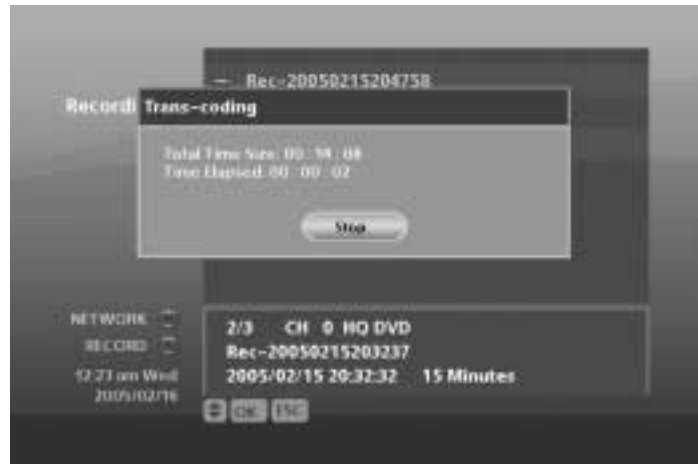 Rec-20050215204758
Recordi
Trans-coding
Total Time Size: 00 : 14 : 08
Time Elapsed: 00 : 00 : 02
Stop
NETWORK
RECORD
12:23 am Wed
2005/02/16
2/3 CH 0 HQ DVD
Rec-20050215203237
2005/02/15 20:32:32 15 Minutes
OK ESC